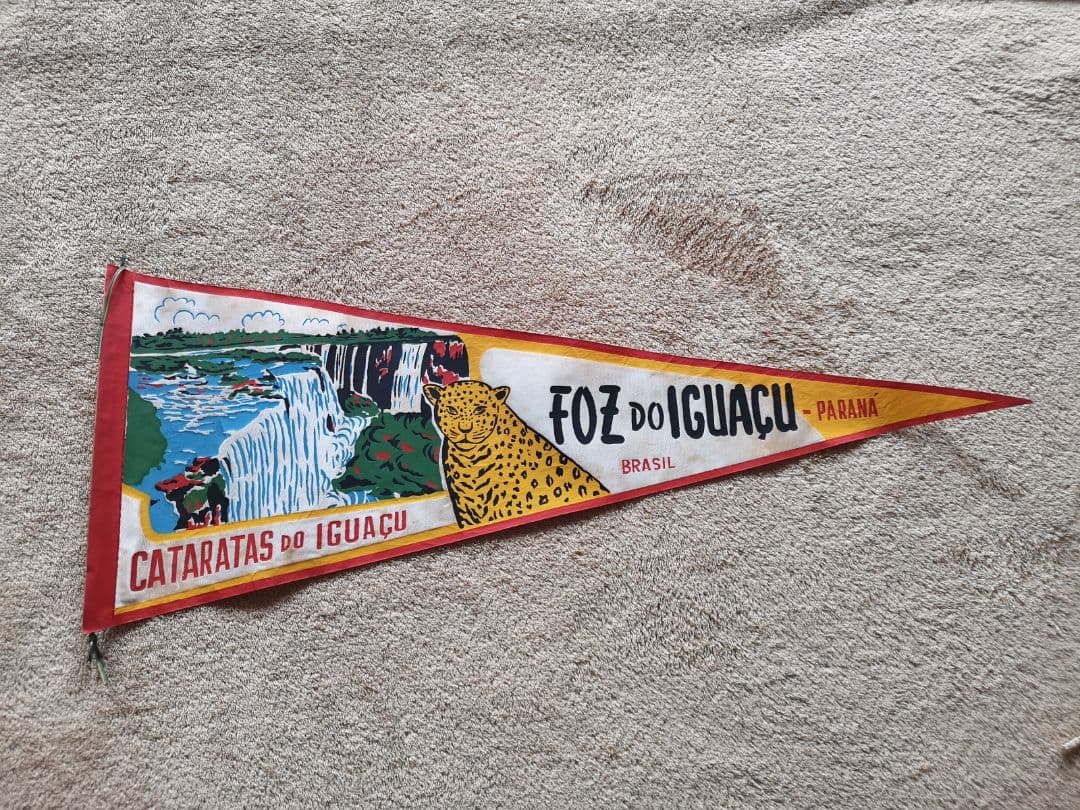 CATARATAS DO IGUAÇU
FOZ DO IGUAÇU - PARANÁ
BRASIL